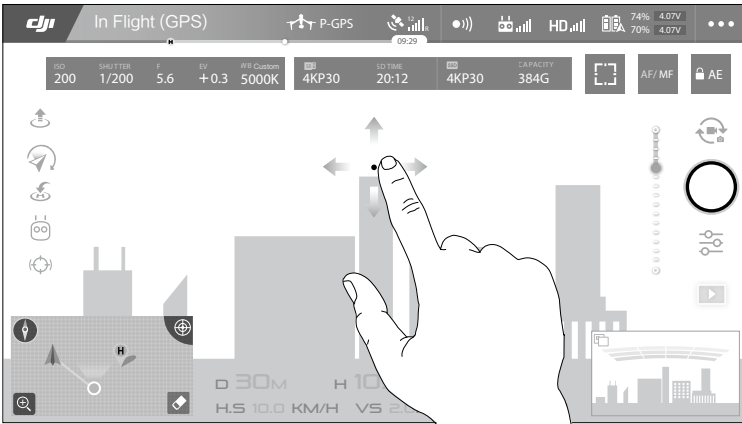 dji In Flight (GPS) P-GPS 12 R HD 74% 4.07V
A 70% 4.07V
H 09:29
ISO SHUTTER F EV WB Custom SD TIME CAPACITY
200 1/200 5.6 +0.3 5000K 4KP30 20:12 4KP30 384G
AF/MF AE
H
D 30M H 10
H.S 10.0 KM/H VS 2.0